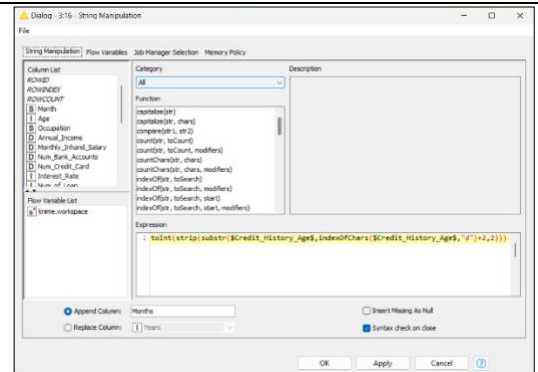 Dialog - 3:16 - String Manipulation
File
String Manipulation Flow Variables Job Manager Selection Memory Policy
Column List
ROWID
ROWINDEX
ROWCOUNT
S Month
I Age
S Occupation
D Annual_Income
D Monthly_Inhand_Salary
D Num_Bank_Accounts
D Num_Credit_Card
I Interest_Rate
I Num_of_Loan
Flow Variable List
s knime.workspace
Category
All
Function
capitalize(str)
capitalize(str, chars)
compare(str1, str2)
count(str, toCount)
count(str, toCount, modifiers)
countChars(str, chars)
countChars(str, chars, modifiers)
indexOf(str, toSearch)
indexOf(str, toSearch, modifiers)
indexOf(str, toSearch, start)
indexOf(str, toSearch, start, modifiers)
Description
Expression
1 toInt(strip(substr($Credit_History_Age$,indexOfChars($Credit_History_Age$,"d")+2,2)))
Append Column: Months
Replace Column: I Years
Insert Missing As Null
Syntax check on close
OK Apply Cancel ?